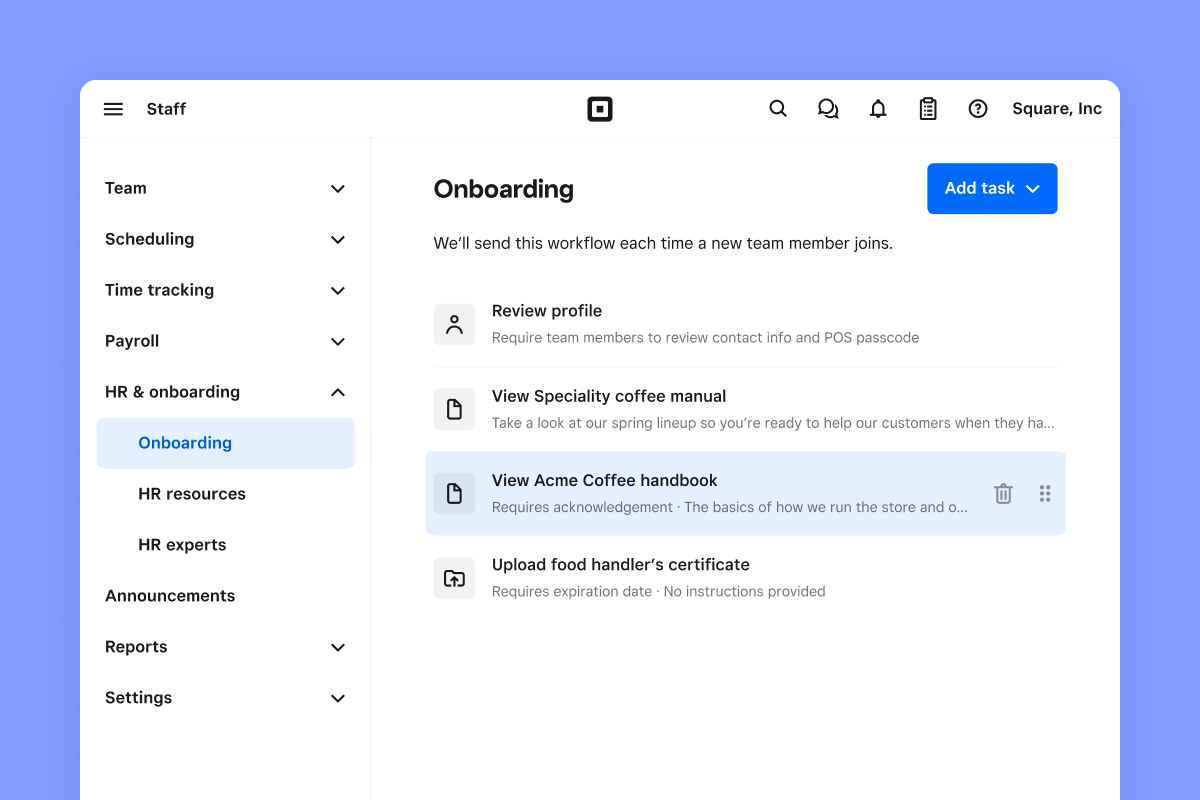 Staff
Square, Inc
Team
Scheduling
Time tracking
Payroll
HR & onboarding
Onboarding
HR resources
HR experts
Announcements
Reports
Settings
Onboarding
Add task
We’ll send this workflow each time a new team member joins.
Review profile
Require team members to review contact info and POS passcode
View Speciality coffee manual
Take a look at our spring lineup so you’re ready to help our customers when they ha...
View Acme Coffee handbook
Requires acknowledgement · The basics of how we run the store and o...
Upload food handler’s certificate
Requires expiration date · No instructions provided